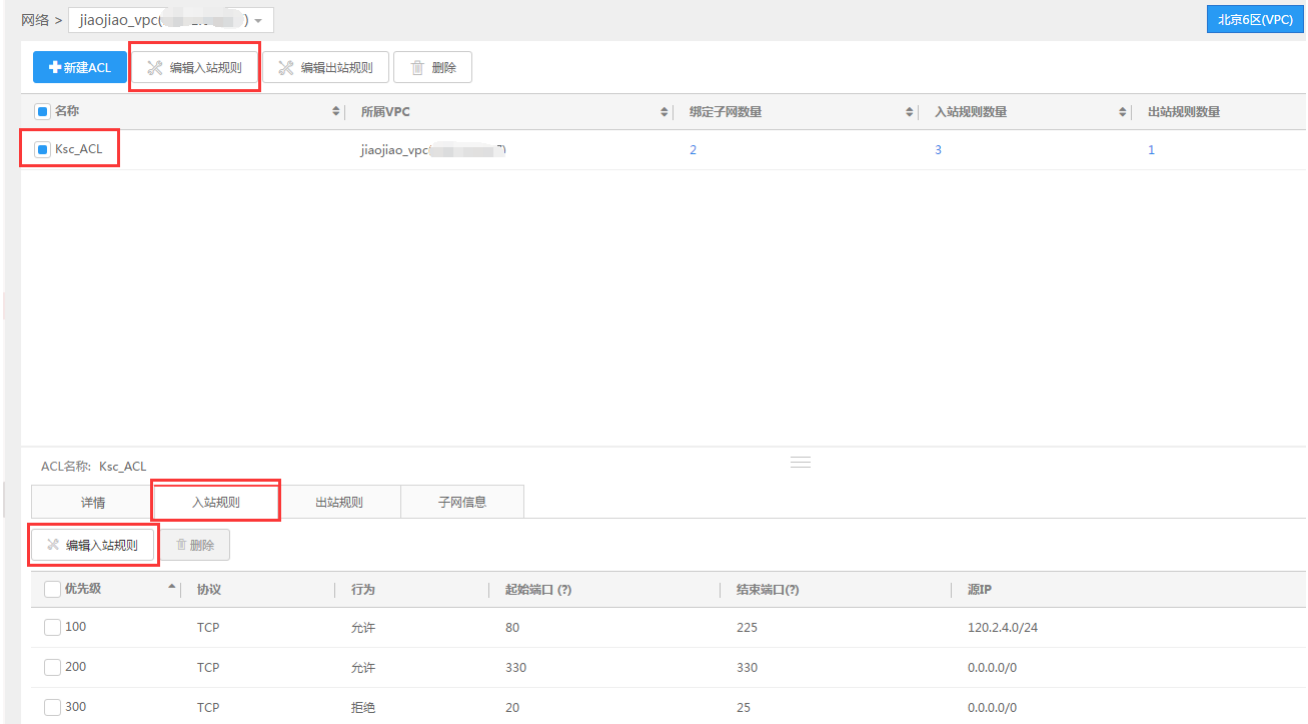 网络 > jiaojiao_vpc( ) 北京6区(VPC)
新建ACL 编辑入站规则 编辑出站规则 删除
名称 所属VPC 绑定子网数量 入站规则数量 出站规则数量
Ksc_ACL jiaojiao_vpc( ) 2 3 1
ACL名称: Ksc_ACL
详情 入站规则 出站规则 子网信息
编辑入站规则 删除
优先级 协议 行为 起始端口 (?) 结束端口(?) 源IP
100 TCP 允许 80 225 120.2.4.0/24
200 TCP 允许 330 330 0.0.0.0/0
300 TCP 拒绝 20 25 0.0.0.0/0